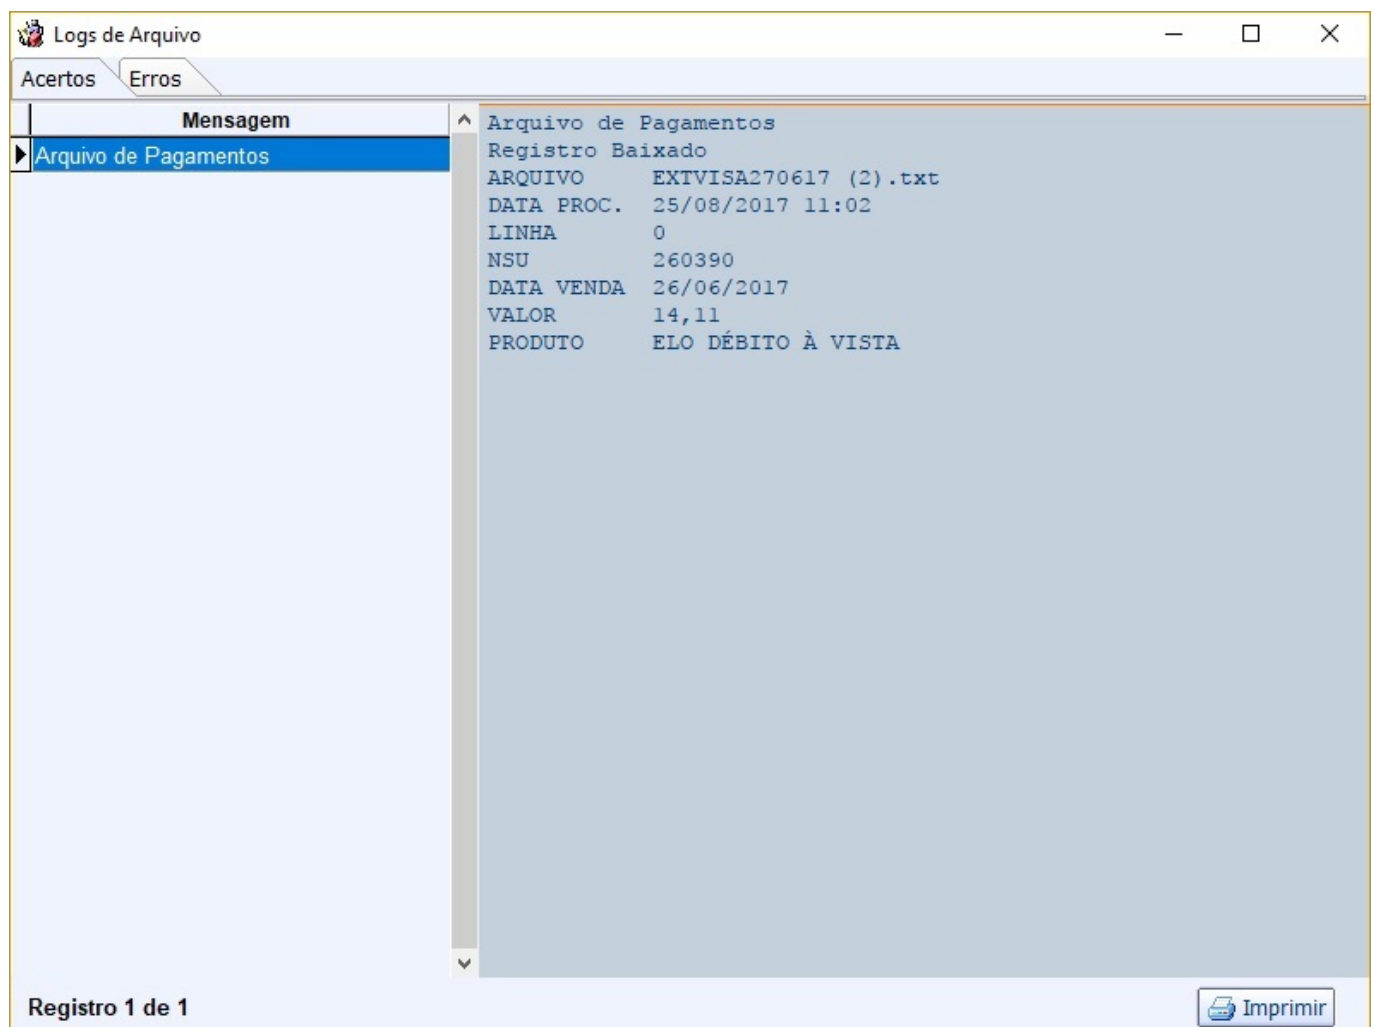 Logs de Arquivo
Acertos Erros
Mensagem
Arquivo de Pagamentos
Arquivo de Pagamentos
Registro Baixado
ARQUIVO EXTVISA270617 (2).txt
DATA PROC. 25/08/2017 11:02
LINHA 0
NSU 260390
DATA VENDA 26/06/2017
VALOR 14,11
PRODUTO ELO DÉBITO À VISTA
Registro 1 de 1
Imprimir